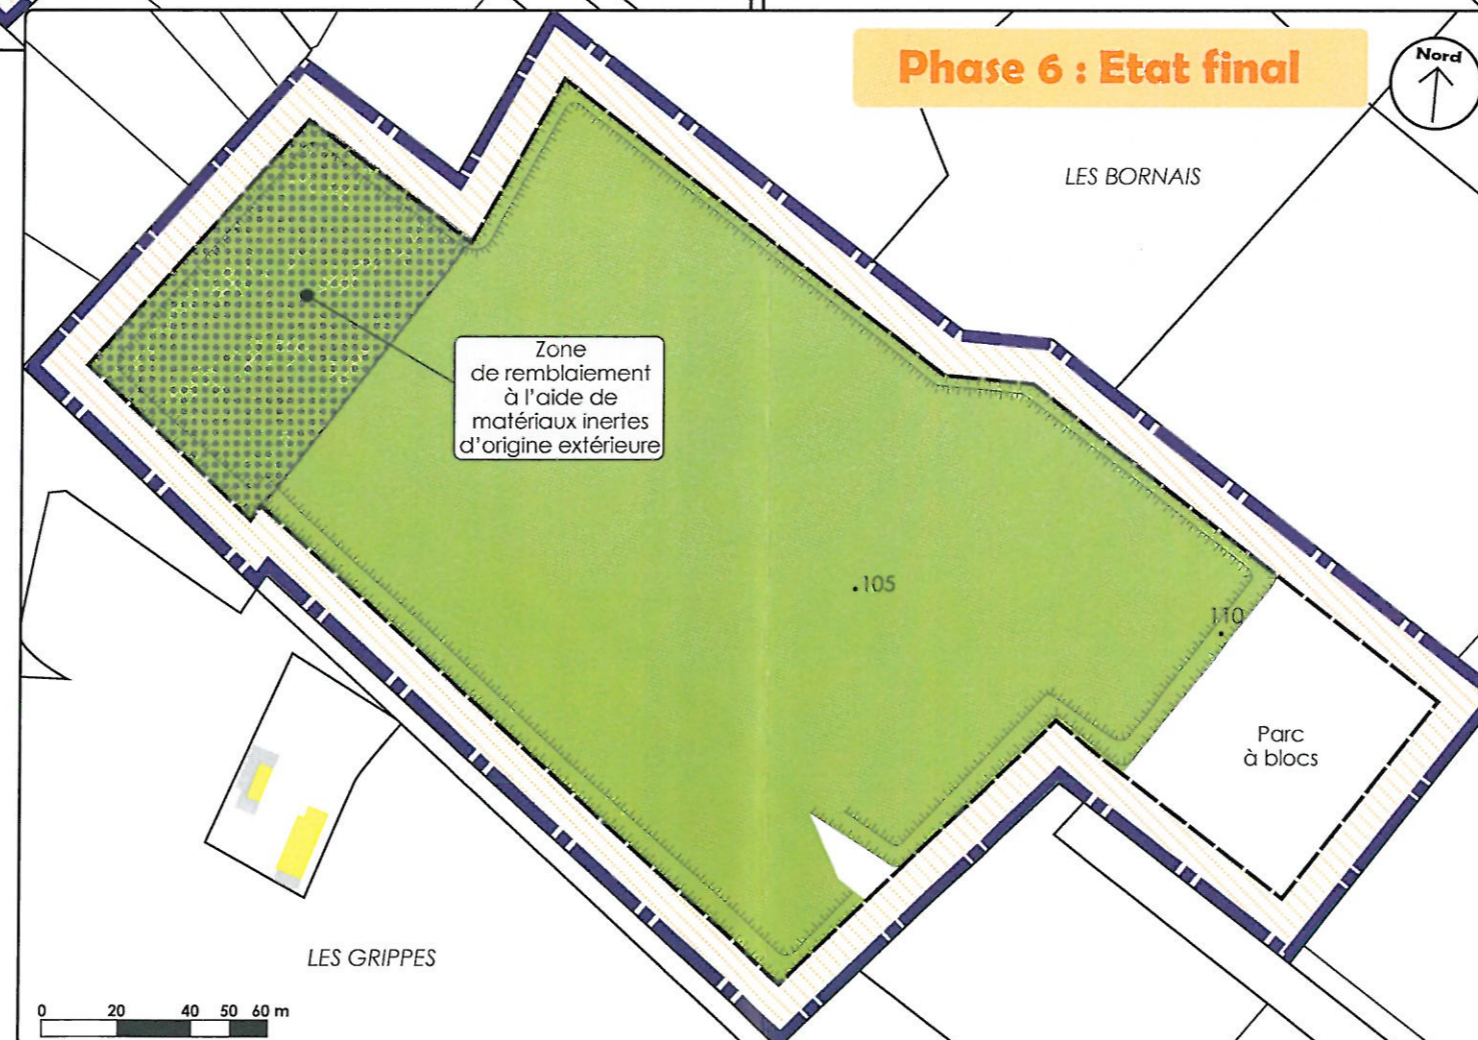 Phase 6 : Etat final
Nord
LES BORNAIS
Zone
de remblaiement
à l'aide de
matériaux inertes
d'origine extérieure
.105
110
Parc
à blocs
LES GRIPPES
0 20 40 50 60 m